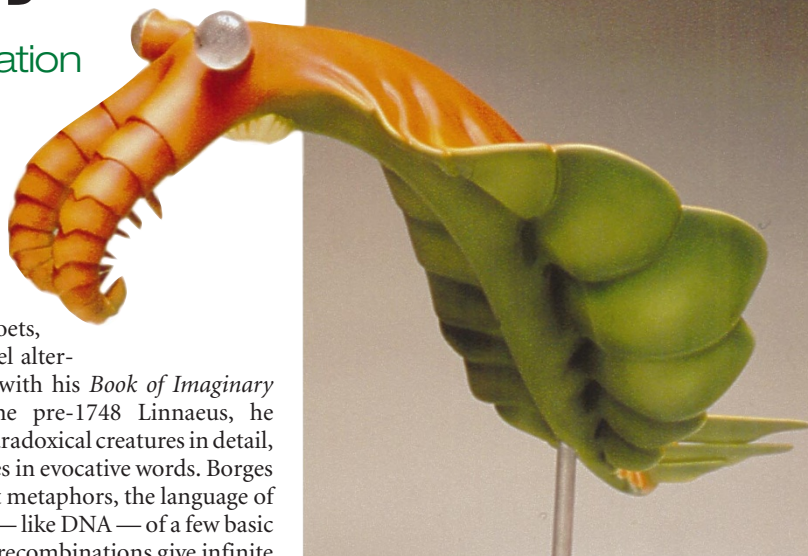 ation
oets,
el alter-
with his Book of Imaginary
ne pre-1748 Linnaeus, he
radoxical creatures in detail,
es in evocative words. Borges
metaphors, the language of
— like DNA — of a few basic
recombinations give infinite